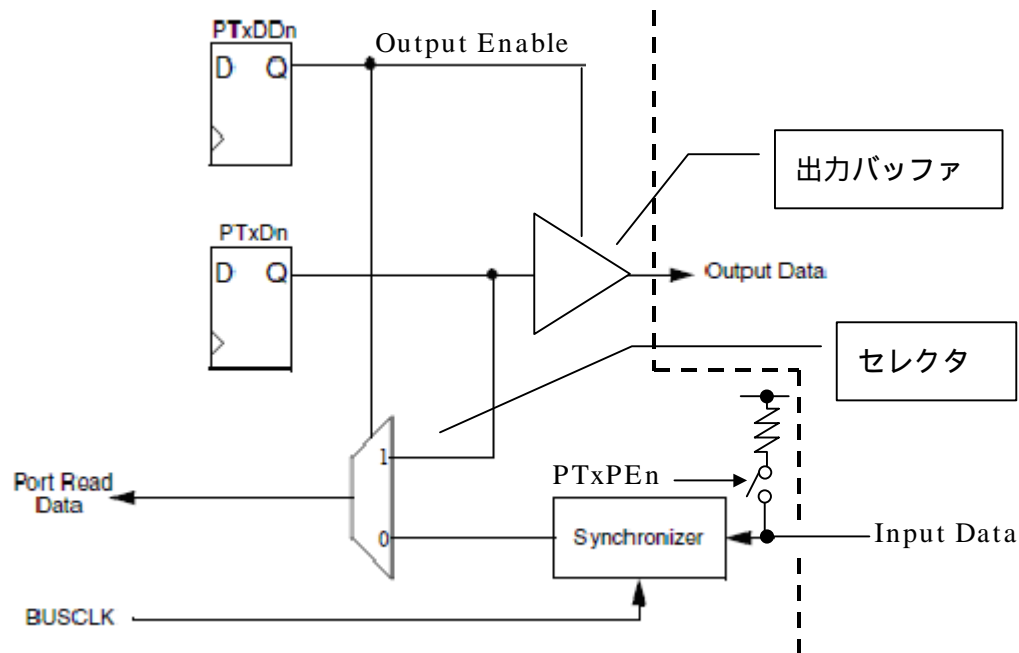 PTxDDn
D Q
Output Enable
出力バッファ
PTxDn
D Q
Output Data
セレクタ
1
PTxPEn
Port Read
Data
0
Synchronizer
Input Data
BUSCLK